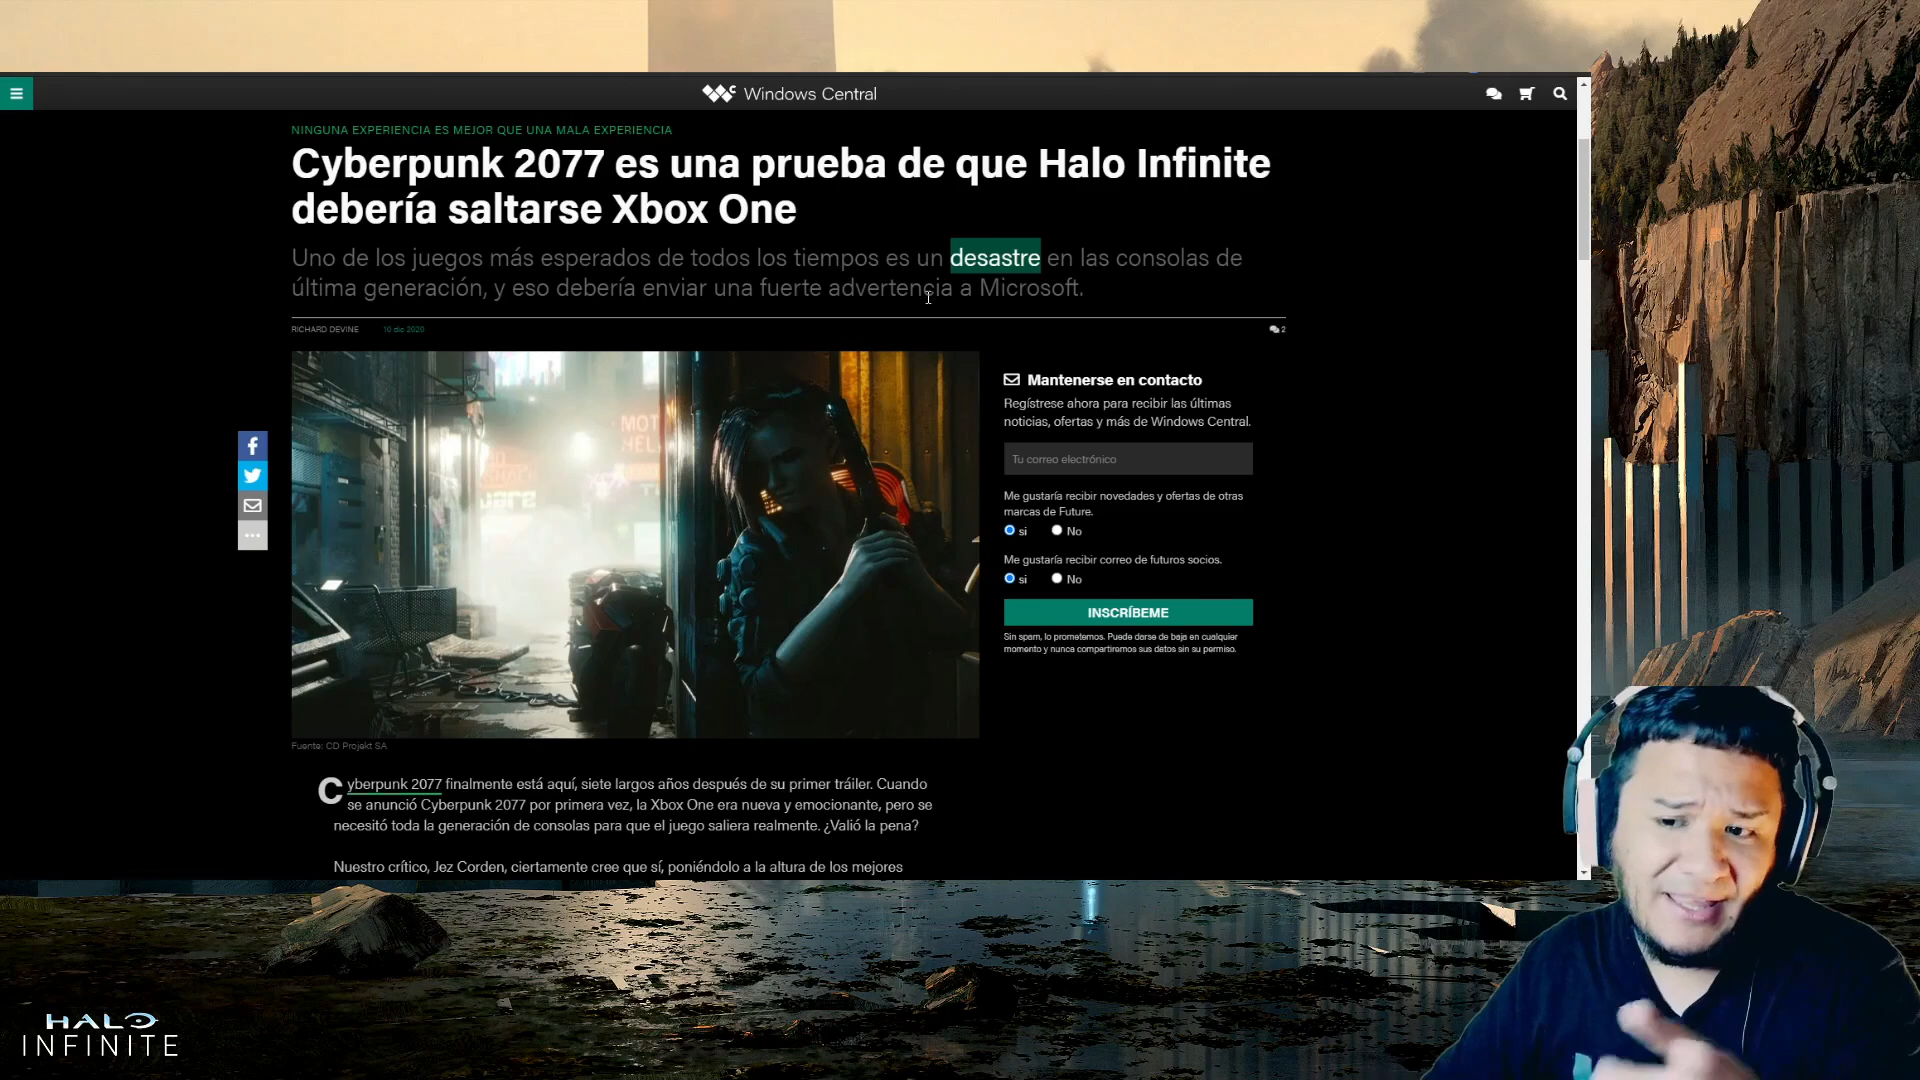 Windows Central
NINGUNA EXPERIENCIA ES MEJOR QUE UNA MALA EXPERIENCIA
Cyberpunk 2077 es una prueba de que Halo Infinite
debería saltarse Xbox One
Uno de los juegos más esperados de todos los tiempos es un desastre en las consolas de
última generación, y eso debería enviar una fuerte advertencia a Microsoft.
RICHARD DEVINE 10 dic 2020 2
MOT
HEL
Mantenerse en contacto
Regístrese ahora para recibir las últimas
noticias, ofertas y más de Windows Central.
Tu correo electrónico
Me gustaría recibir novedades y ofertas de otras
marcas de Future.
si No
Me gustaría recibir correo de futuros socios.
si No
INSCRÍBEME
Sin spam, lo prometemos. Puede darse de baja en cualquier
momento y nunca compartiremos sus datos sin su permiso.
Fuente: CD Projekt SA
Cyberpunk 2077 finalmente está aquí, siete largos años después de su primer tráiler. Cuando
se anunció Cyberpunk 2077 por primera vez, la Xbox One era nueva y emocionante, pero se
necesitó toda la generación de consolas para que el juego saliera realmente. ¿Valió la pena?
Nuestro crítico, Jez Corden, ciertamente cree que sí, poniéndolo a la altura de los mejores
HALO
INFINITE